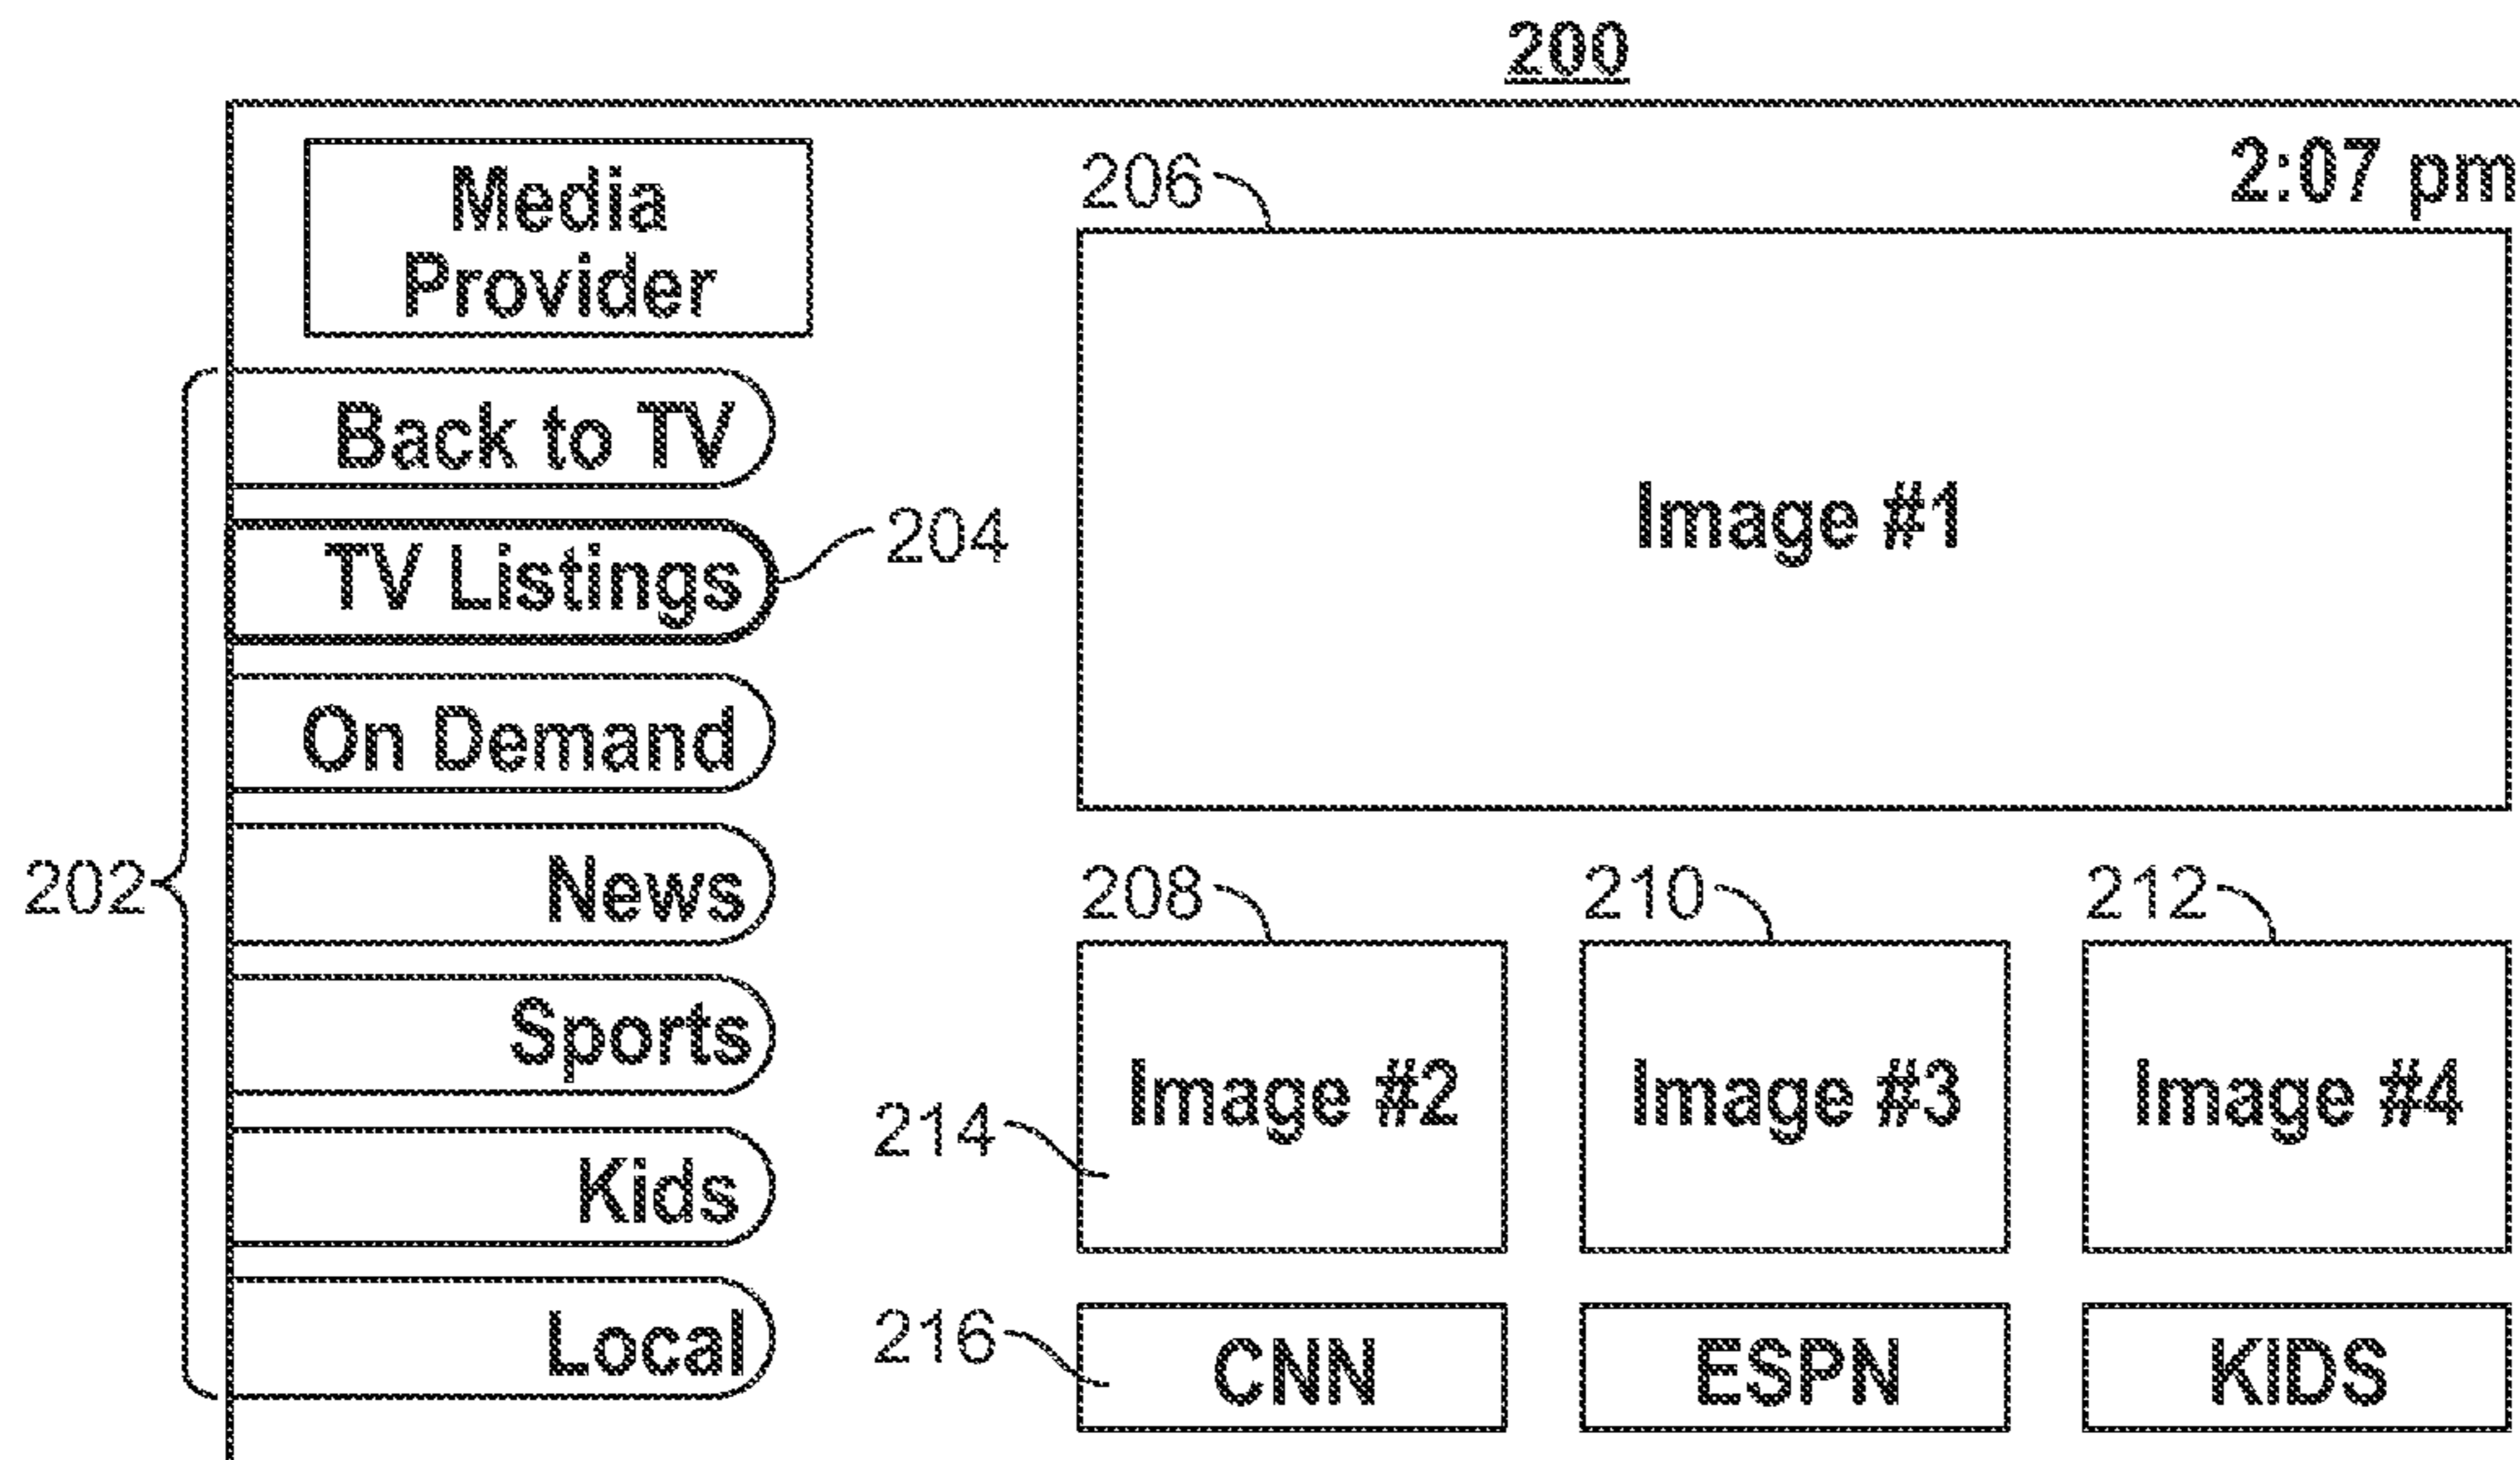 200
2:07 pm
Media
Provider
206
Image #1
Back to TV
TV Listings
204
On Demand
News
202
Sports
Kids
Local
208
210
212
Image #2
Image #3
Image #4
214
216
CNN
ESPN
KIDS